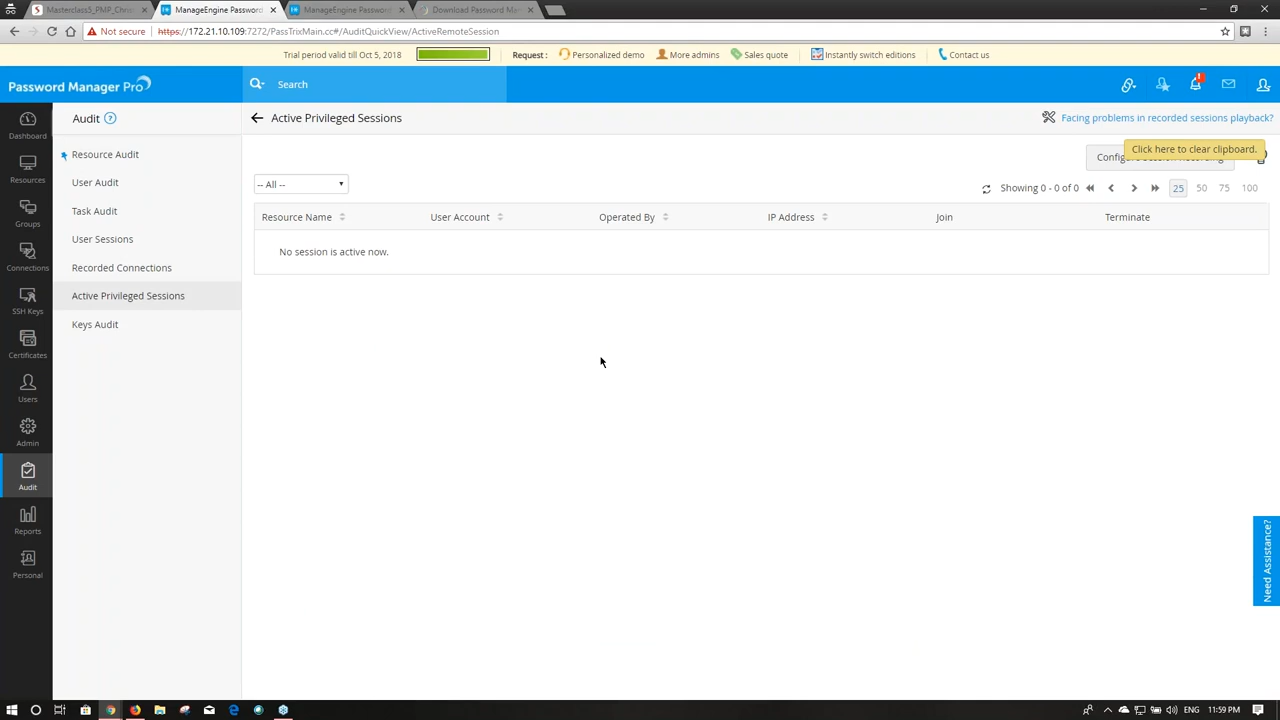 Masterclass5_PMP_Chris
ManageEngine Password
ManageEngine Password
Download Password Ma
Not secure
https://172.21.10.109:7272/PassTrixMain.cc#/AuditQuickView/ActiveRemoteSession
Trial period valid till Oct 5, 2018
Request :
Personalized demo
More admins
Sales quote
Instantly switch editions
Contact us
Password Manager Pro
Search
Dashboard
Resources
Groups
Connections
SSH Keys
Certificates
Users
Admin
Audit
Reports
Personal
Audit ?
Resource Audit
User Audit
Task Audit
User Sessions
Recorded Connections
Active Privileged Sessions
Keys Audit
Active Privileged Sessions
Facing problems in recorded sessions playback?
Click here to clear clipboard.
-- All --
Showing 0 - 0 of 0
25 50 75 100
Resource Name
User Account
Operated By
IP Address
Join
Terminate
No session is active now.
Need Assistance?
ENG 11:59 PM